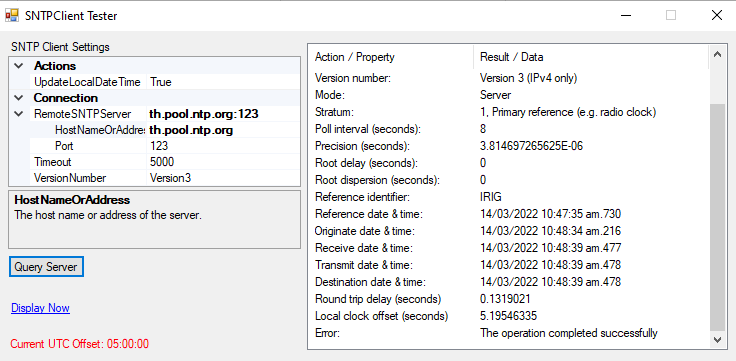 SNTPClient Tester
SNTP Client Settings
Actions
UpdateLocalDateTime True
Connection
RemoteSNTPServer th.pool.ntp.org:123
HostNameOrAddre: th.pool.ntp.org
Port 123
Timeout 5000
VersionNumber Version3
HostNameOrAddress
The host name or address of the server.
Query Server
Display Now
Current UTC Offset: 05:00:00
Action / Property Result / Data
Version number: Version 3 (IPv4 only)
Mode: Server
Stratum: 1, Primary reference (e.g. radio clock)
Poll interval (seconds): 8
Precision (seconds): 3.814697265625E-06
Root delay (seconds): 0
Root dispersion (seconds): 0
Reference identifier: IRIG
Reference date & time: 14/03/2022 10:47:35 am.730
Originate date & time: 14/03/2022 10:48:34 am.216
Receive date & time: 14/03/2022 10:48:39 am.477
Transmit date & time: 14/03/2022 10:48:39 am.478
Destination date & time: 14/03/2022 10:48:39 am.478
Round trip delay (seconds) 0.1319021
Local clock offset (seconds) 5.19546335
Error: The operation completed successfully